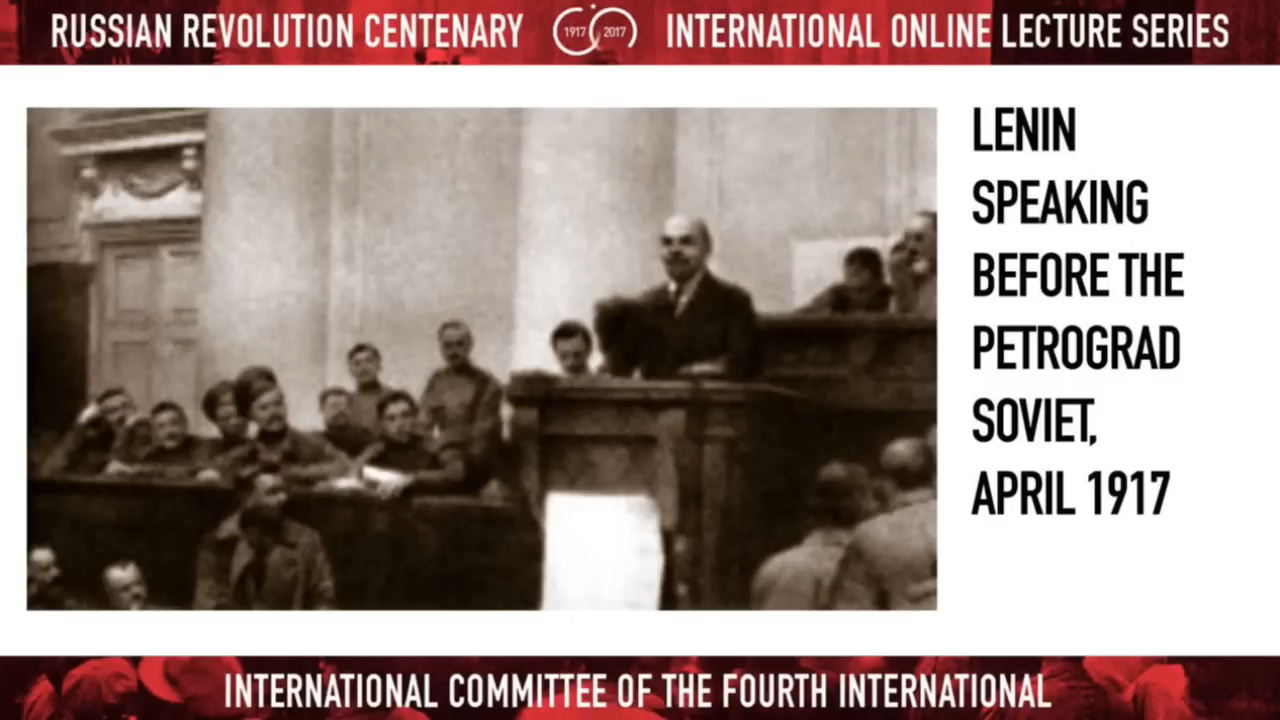 RUSSIAN REVOLUTION CENTENARY 1917 2017 INTERNATIONAL ONLINE LECTURE SERIES
LENIN
SPEAKING
BEFORE THE
PETROGRAD
SOVIET,
APRIL 1917
INTERNATIONAL COMMITTEE OF THE FOURTH INTERNATIONAL